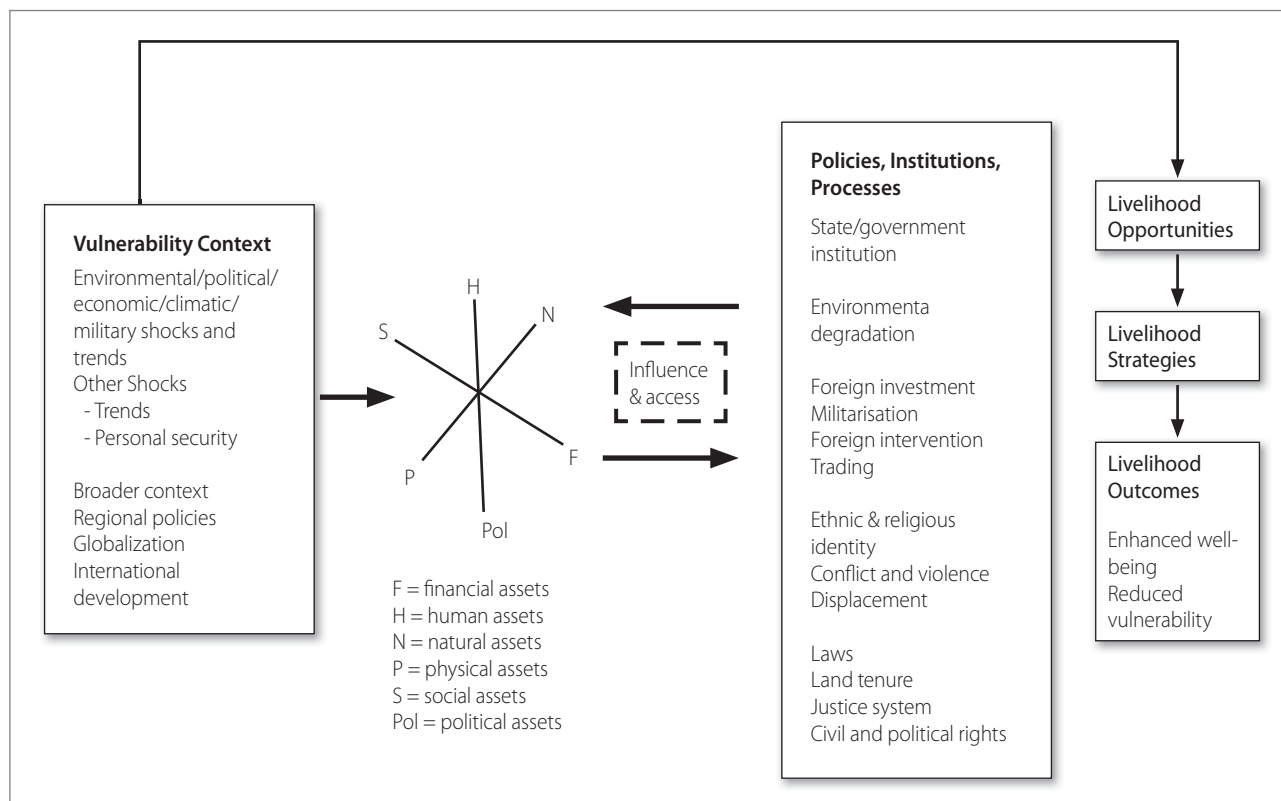 Vulnerability Context
Environmental/political/
economic/climatic/
military shocks and
trends
Other Shocks
- Trends
- Personal security
Broader context
Regional policies
Globalization
International
development
H
N
S
F
P
Pol
F = financial assets
H = human assets
N = natural assets
P = physical assets
S = social assets
Pol = political assets
Influence
& access
Policies, Institutions,
Processes
State/government
institution
Environmenta
degradation
Foreign investment
Militarisation
Foreign intervention
Trading
Ethnic & religious
identity
Conflict and violence
Displacement
Laws
Land tenure
Justice system
Civil and political rights
Livelihood
Opportunities
Livelihood
Strategies
Livelihood
Outcomes
Enhanced well-
being
Reduced
vulnerability